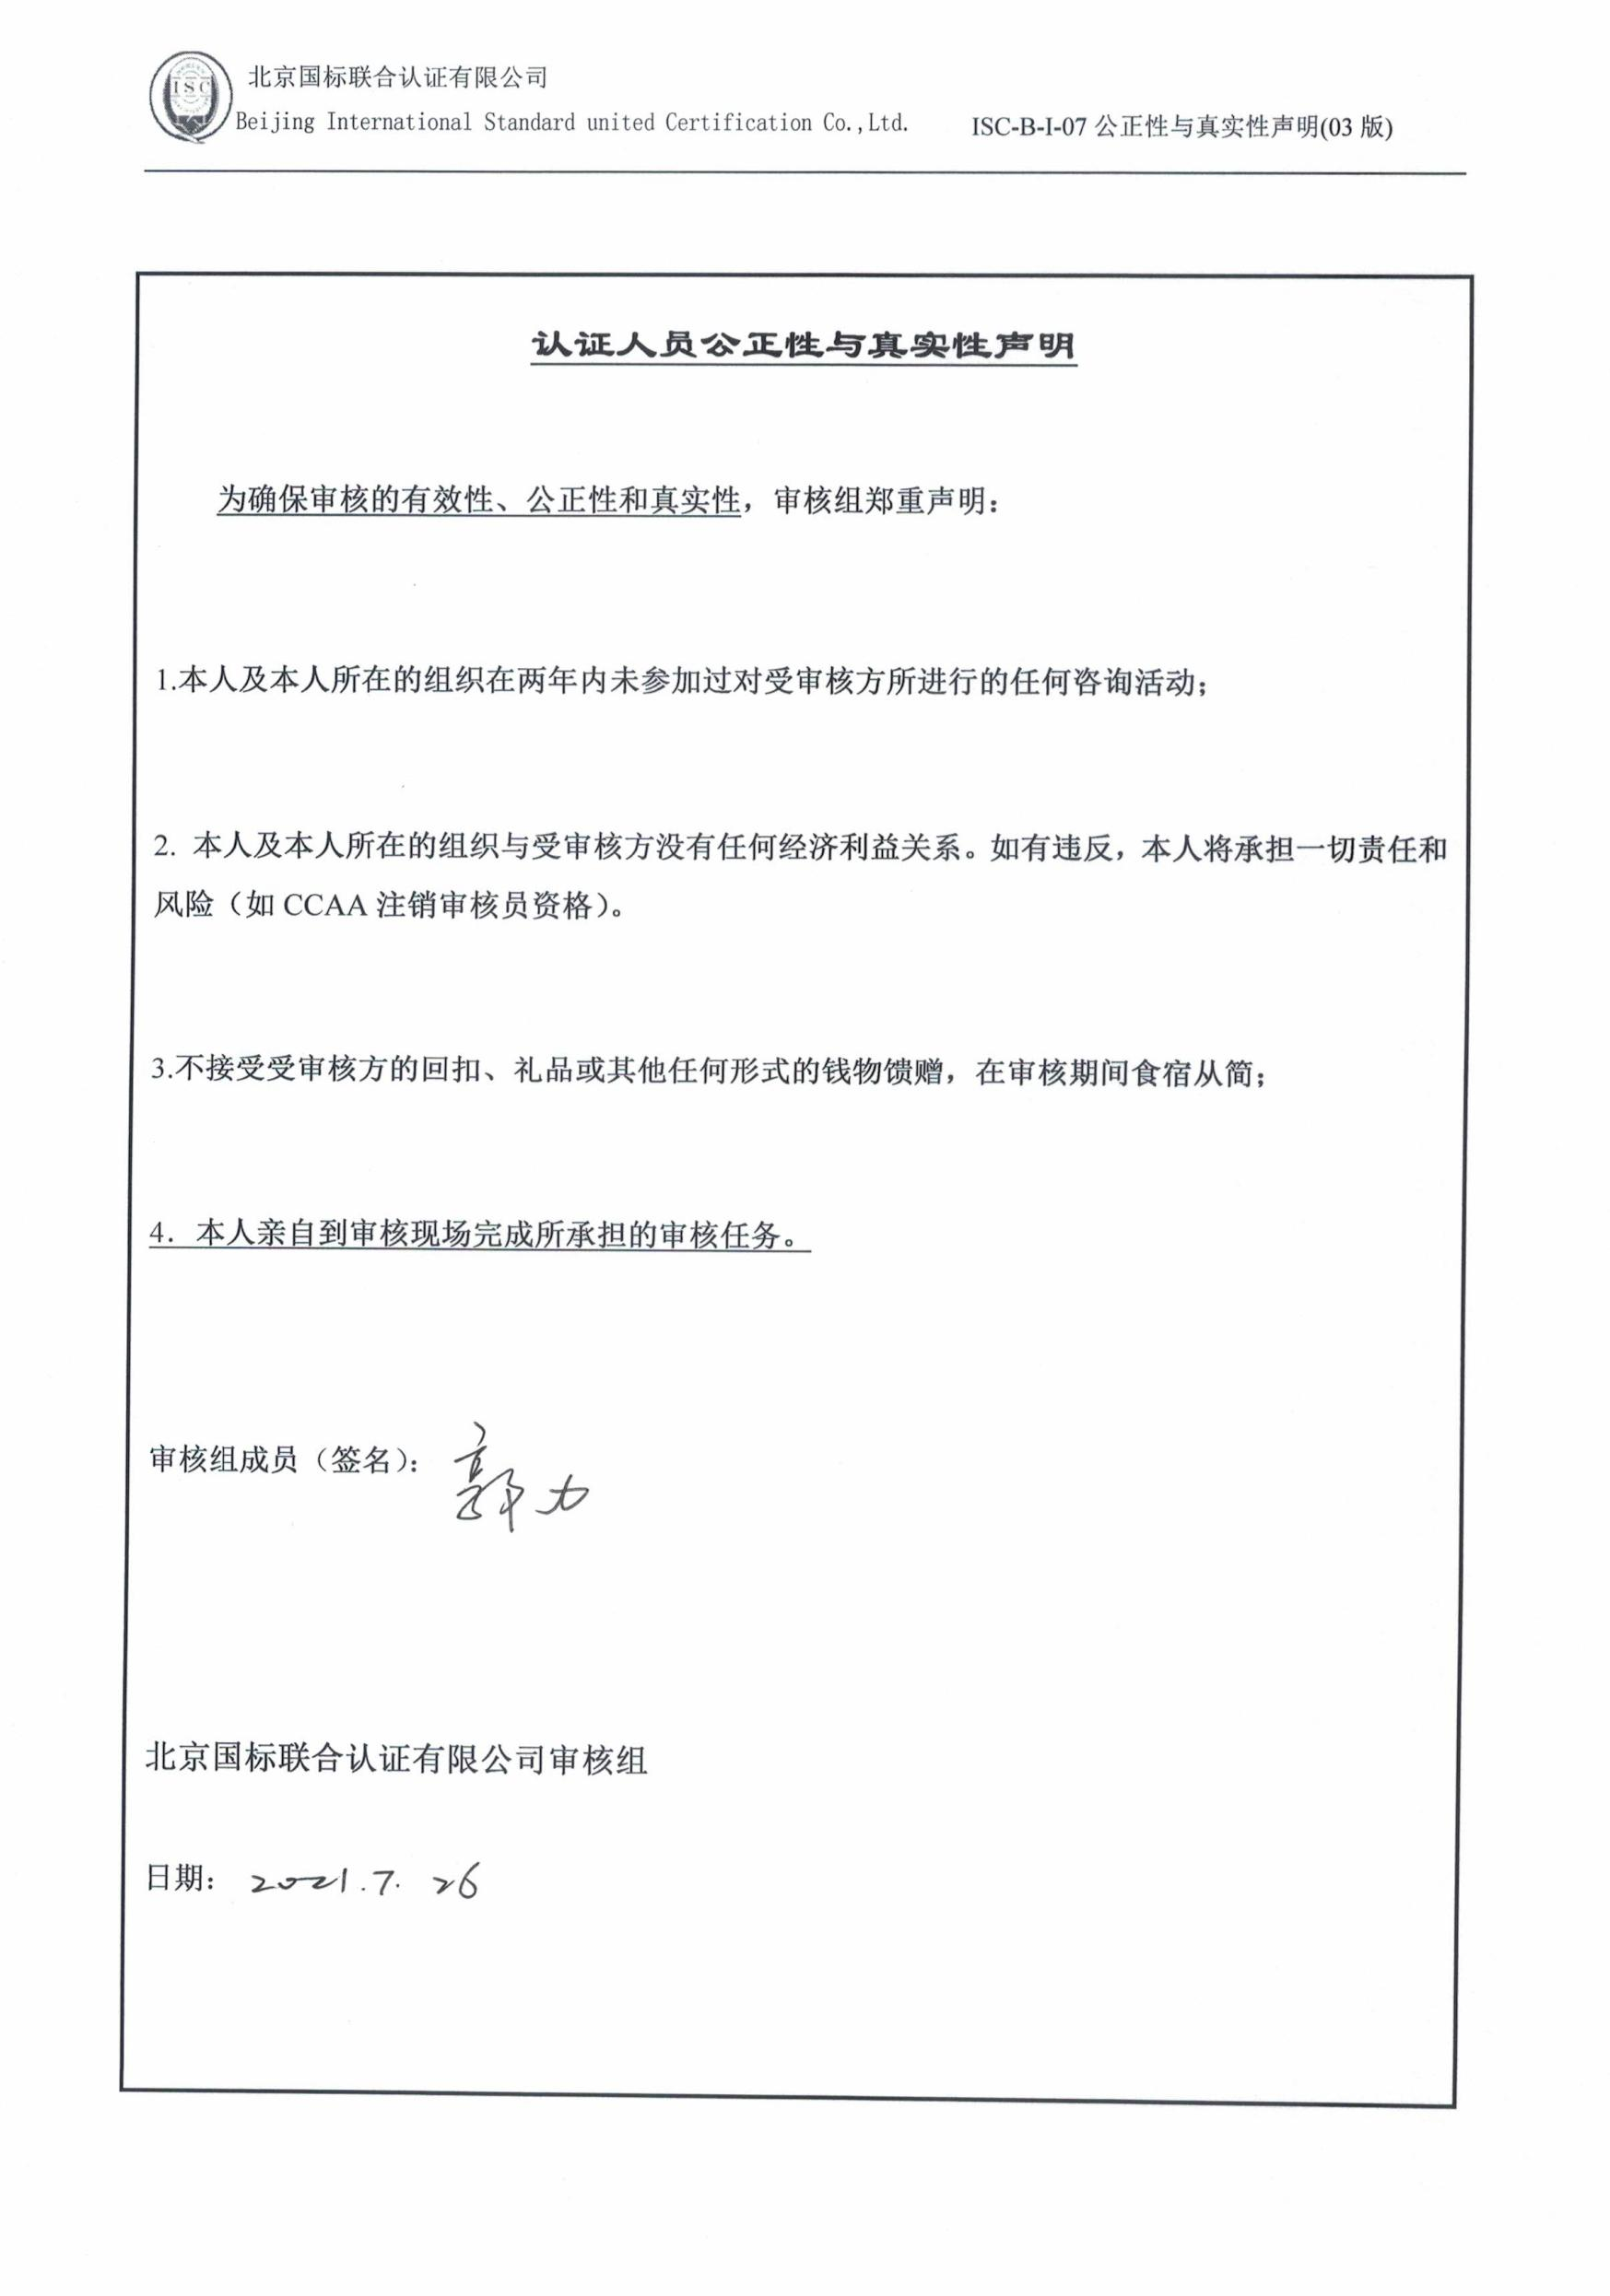 ISC
北京国标联合认证有限公司
Beijing International Standard united Certification Co.,Ltd. ISC-B-I-07 公正性与真实性声明(03 版)
认证人员公正性与真实性声明
为确保审核的有效性、公正性和真实性，审核组郑重声明：
1.本人及本人所在的组织在两年内未参加过对受审核方所进行的任何咨询活动；
2. 本人及本人所在的组织与受审核方没有任何经济利益关系。如有违反，本人将承担一切责任和
风险（如 CCAA 注销审核员资格）。
3.不接受受审核方的回扣、礼品或其他任何形式的钱物馈赠，在审核期间食宿从简；
4. 本人亲自到审核现场完成所承担的审核任务。
审核组成员（签名）： 郭力
北京国标联合认证有限公司审核组
日期： 2021.7.26